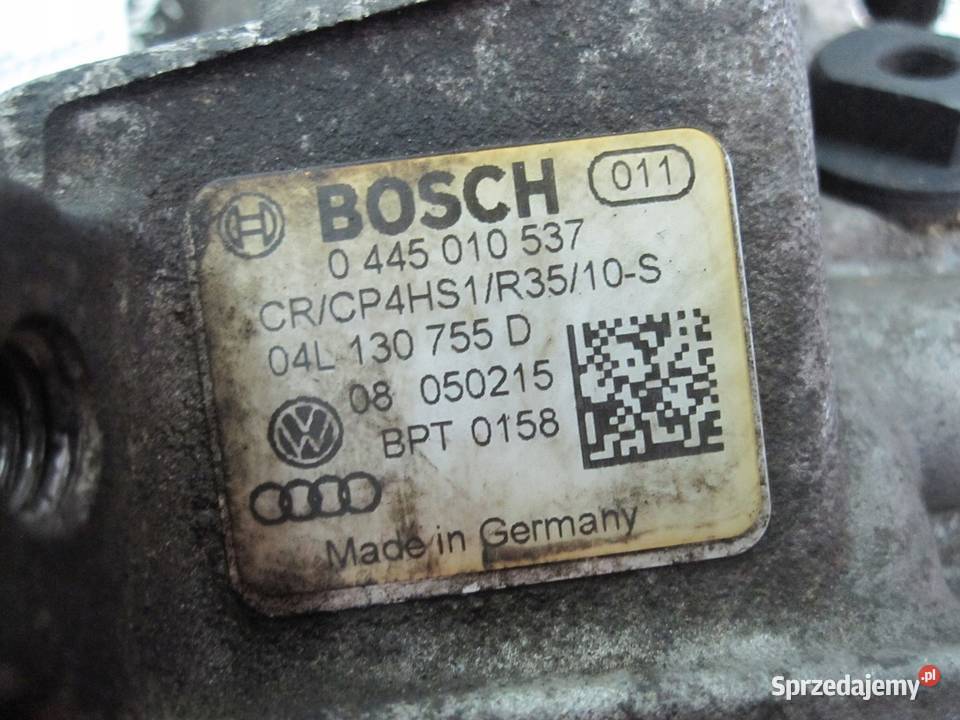 BOSCH 011
0 445 010 537
CR/CP4HS1/R35/10-S
04L 130 755 D
08 050215
BPT 0158
Made in Germany
Sprzedajemy.pl